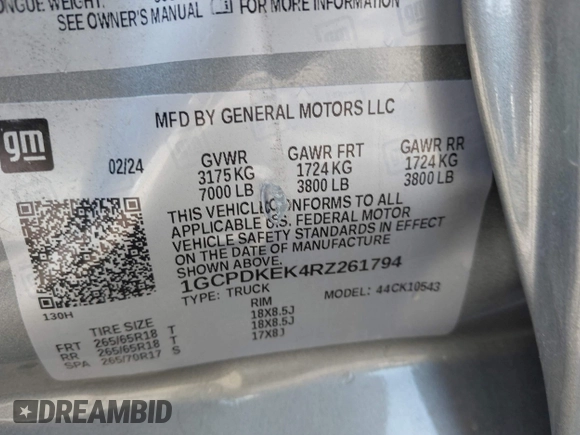 TONGUE WEIGHT:
SEE OWNER'S MANUAL FOR MORE INFORMATION
MFD BY GENERAL MOTORS LLC
gm
02/24 GVWR GAWR FRT GAWR RR
3175 KG 1724 KG 1724 KG
7000 LB 3800 LB 3800 LB
THIS VEHICLE CONFORMS TO ALL
APPLICABLE U.S. FEDERAL MOTOR
VEHICLE SAFETY STANDARDS IN EFFECT
ON THE DATE OF MANUFACTURE
SHOWN ABOVE
1GCPDKEK4RZ261794
TYPE: TRUCK MODEL: 44CK10543
130H
TIRE SIZE RIM
FRT 265/65R18 T 18X8.5J
RR 265/65R18 T 18X8.5J
SPA 265/70R17 S 17X8J
DREAMBID